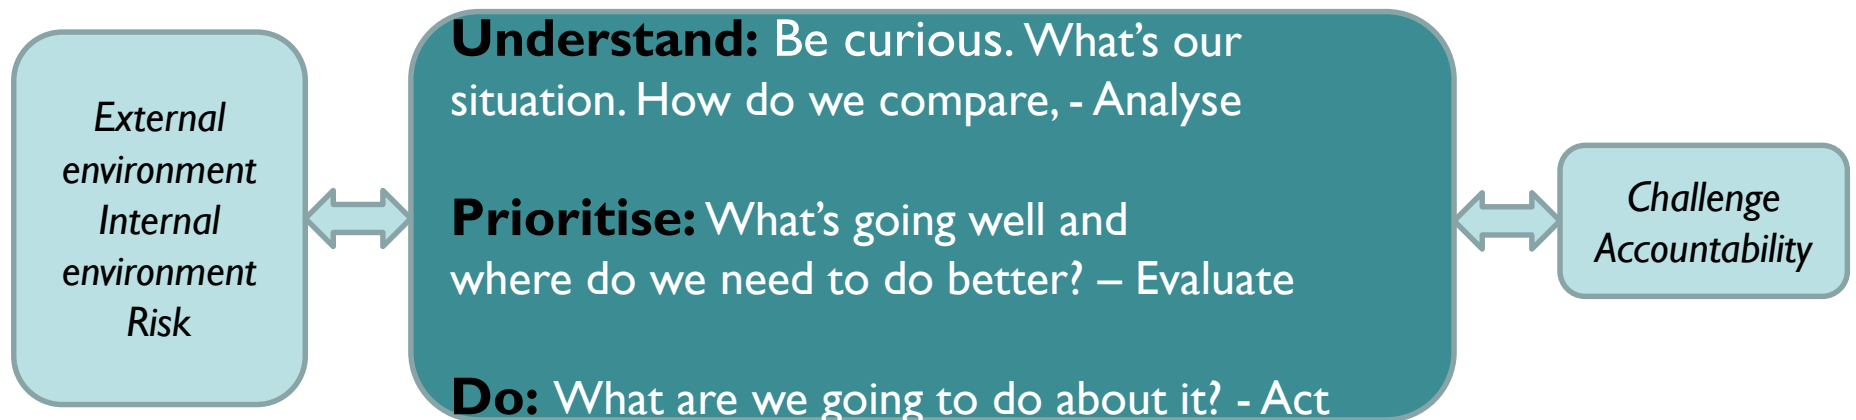 External
environment
Internal
environment
Risk
Understand: Be curious. What’s our
situation. How do we compare, - Analyse
Prioritise: What’s going well and
where do we need to do better? – Evaluate
Do: What are we going to do about it? - Act
Challenge
Accountability